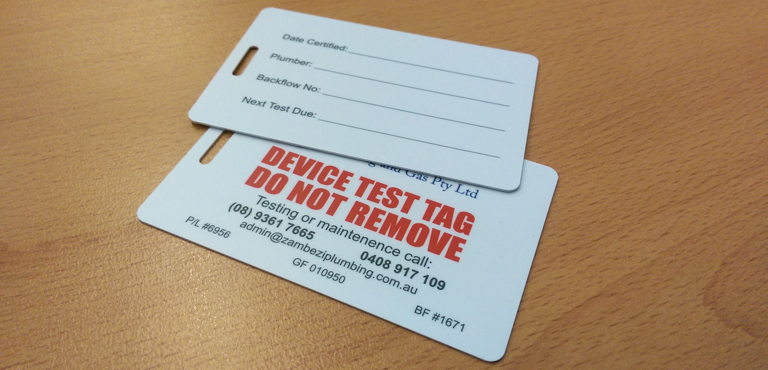 Date Certified:
Plumber:
Backflow No:
Next Test Due:
and Gas Pty Ltd
DEVICE TEST TAG
DO NOT REMOVE
Testing or maintenence call:
(08) 9361 7665 0408 917 109
admin@zambeziplumbing.com.au
P/L #6956 GF 010950 BF #1671